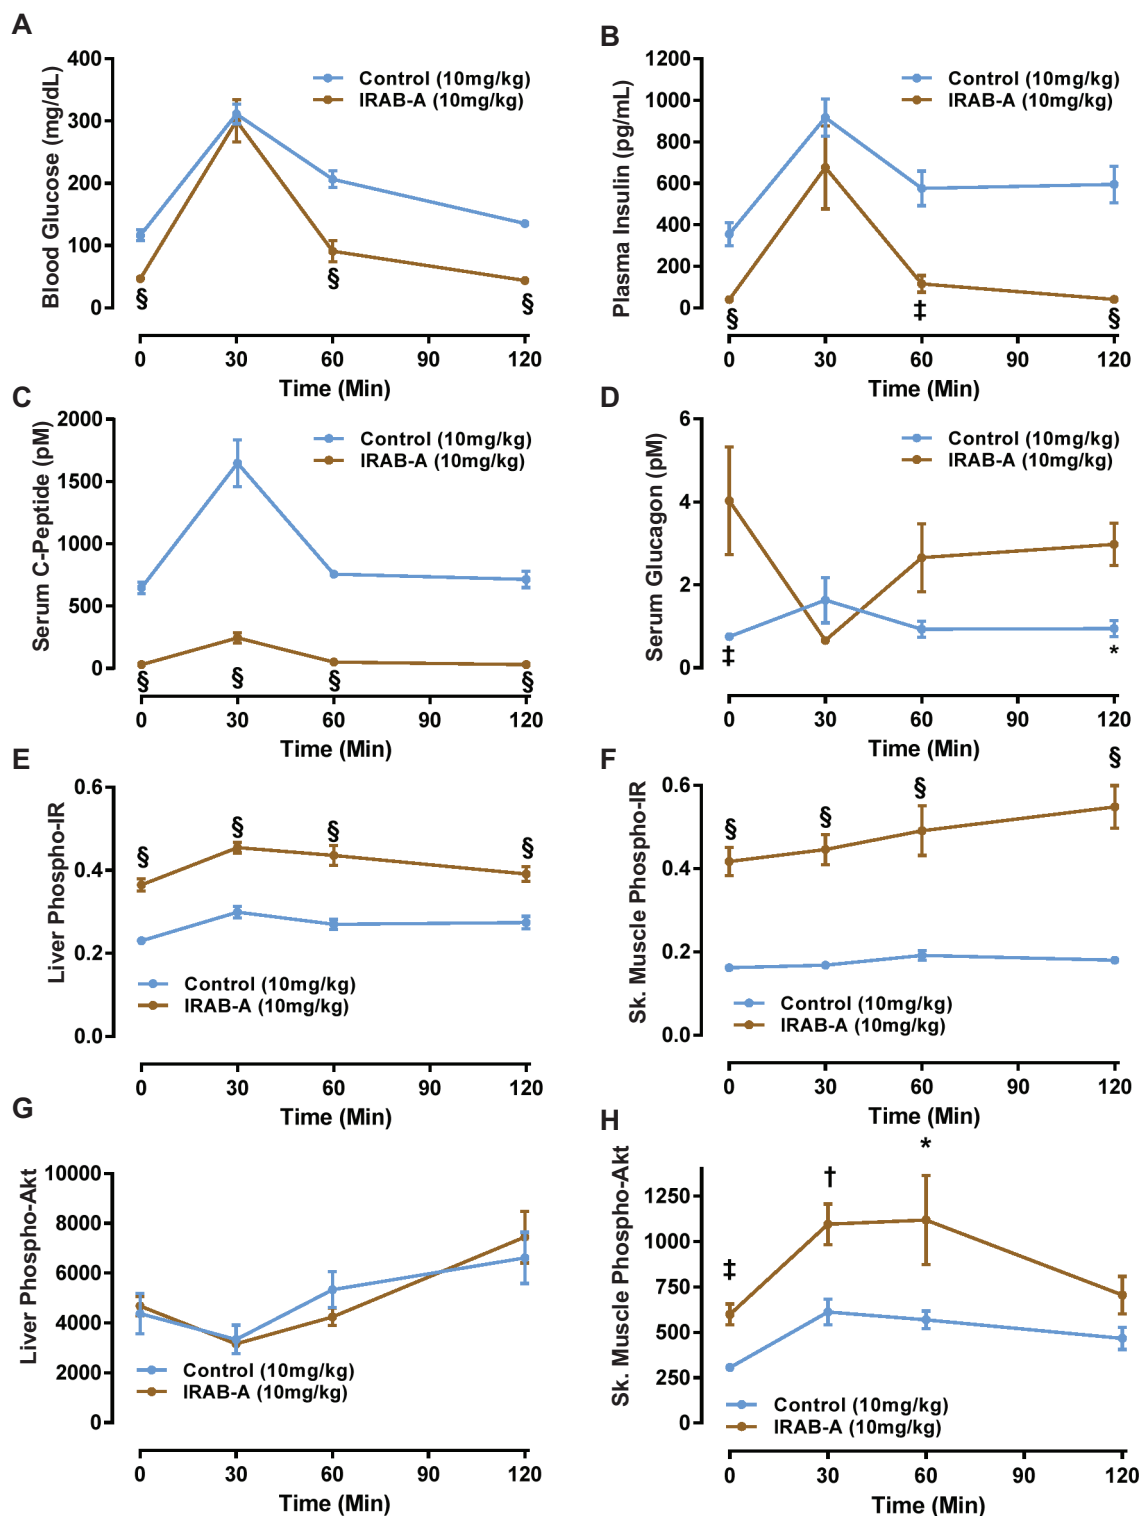 A
Blood Glucose (mg/dL)
400
300
200
100
0
Control (10mg/kg)
IRAB-A (10mg/kg)
§
§
§
0 30 60 90 120
Time (Min)
B
Plasma Insulin (pg/mL)
1200
1000
800
600
400
200
0
Control (10mg/kg)
IRAB-A (10mg/kg)
§
‡
§
0 30 60 90 120
Time (Min)
C
Serum C-Peptide (pM)
2000
1500
1000
500
0
Control (10mg/kg)
IRAB-A (10mg/kg)
§
§
§
§
0 30 60 90 120
Time (Min)
D
Serum Glucagon (pM)
6
4
2
0
Control (10mg/kg)
IRAB-A (10mg/kg)
‡
*
0 30 60 90 120
Time (Min)
E
Liver Phospho-IR
0.6
0.4
0.2
0.0
§
§
§
§
Control (10mg/kg)
IRAB-A (10mg/kg)
0 30 60 90 120
Time (Min)
F
Sk. Muscle Phospho-IR
0.6
0.4
0.2
0.0
§
§
§
§
Control (10mg/kg)
IRAB-A (10mg/kg)
0 30 60 90 120
Time (Min)
G
Liver Phospho-Akt
10000
8000
6000
4000
2000
0
Control (10mg/kg)
IRAB-A (10mg/kg)
0 30 60 90 120
Time (Min)
H
Sk. Muscle Phospho-Akt
1250
1000
750
500
250
0
‡
†
*
Control (10mg/kg)
IRAB-A (10mg/kg)
0 30 60 90 120
Time (Min)